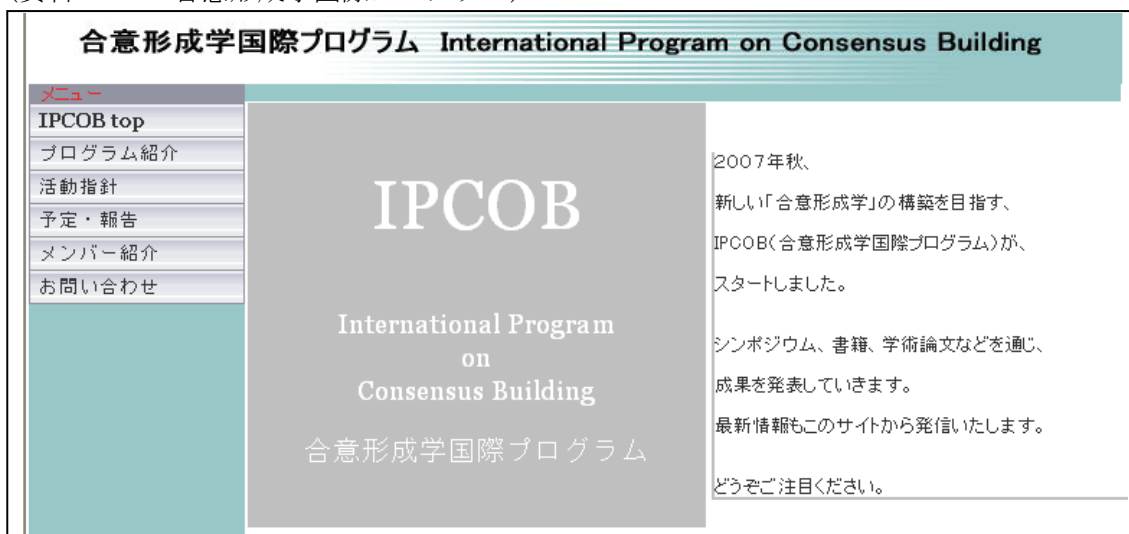 合意形成学国際プログラム International Program on Consensus Building
メニュー
IPCOB top
プログラム紹介
活動指針
予定・報告
メンバー紹介
お問い合わせ
IPCOB
International Program
on
Consensus Building
合意形成学国際プログラム
2007年秋、
新しい「合意形成学」の構築を目指す、
IPCOB(合意形成学国際プログラム)が、
スタートしました。
シンポジウム、書籍、学術論文などを通じ、
成果を発表していきます。
最新情報もこのサイトから発信いたします。
どうぞご注目ください。